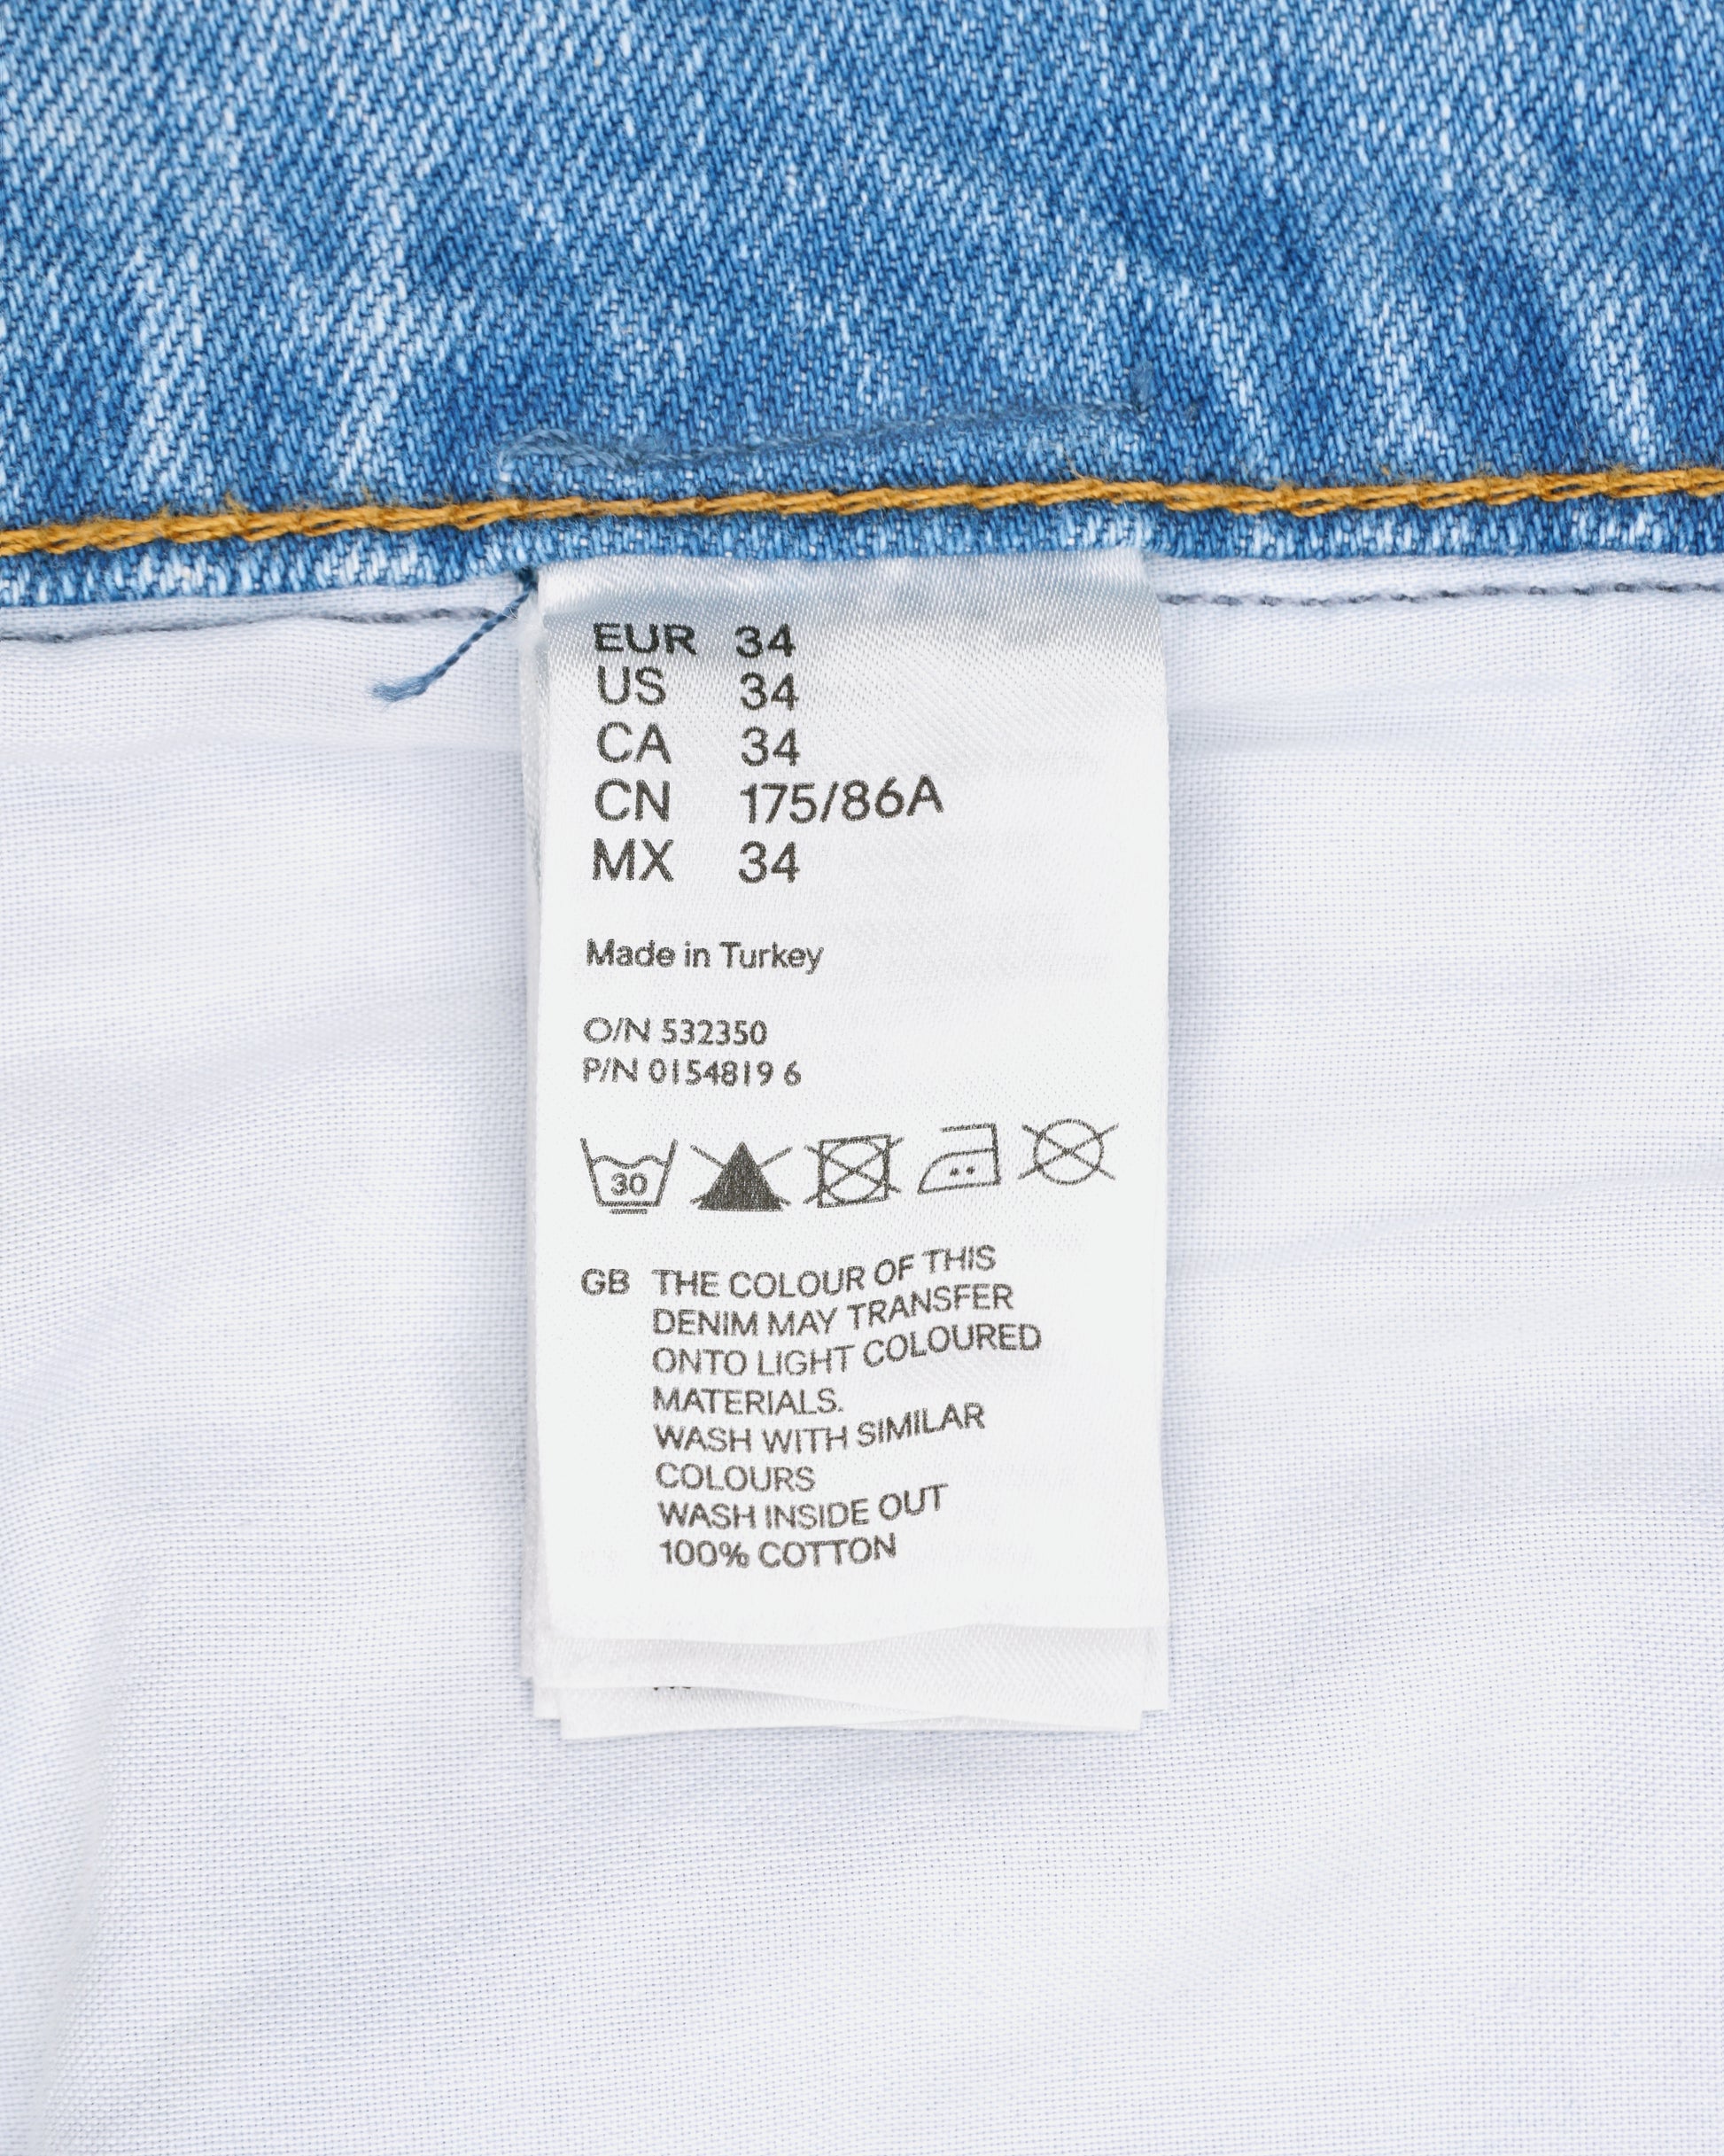 EUR 34
US 34
CA 34
CN 175/86A
MX 34
Made in Turkey
O/N 532350
P/N 0154819 6
30
GB THE COLOUR OF THIS
DENIM MAY TRANSFER
ONTO LIGHT COLOURED
MATERIALS.
WASH WITH SIMILAR
COLOURS
WASH INSIDE OUT
100% COTTON